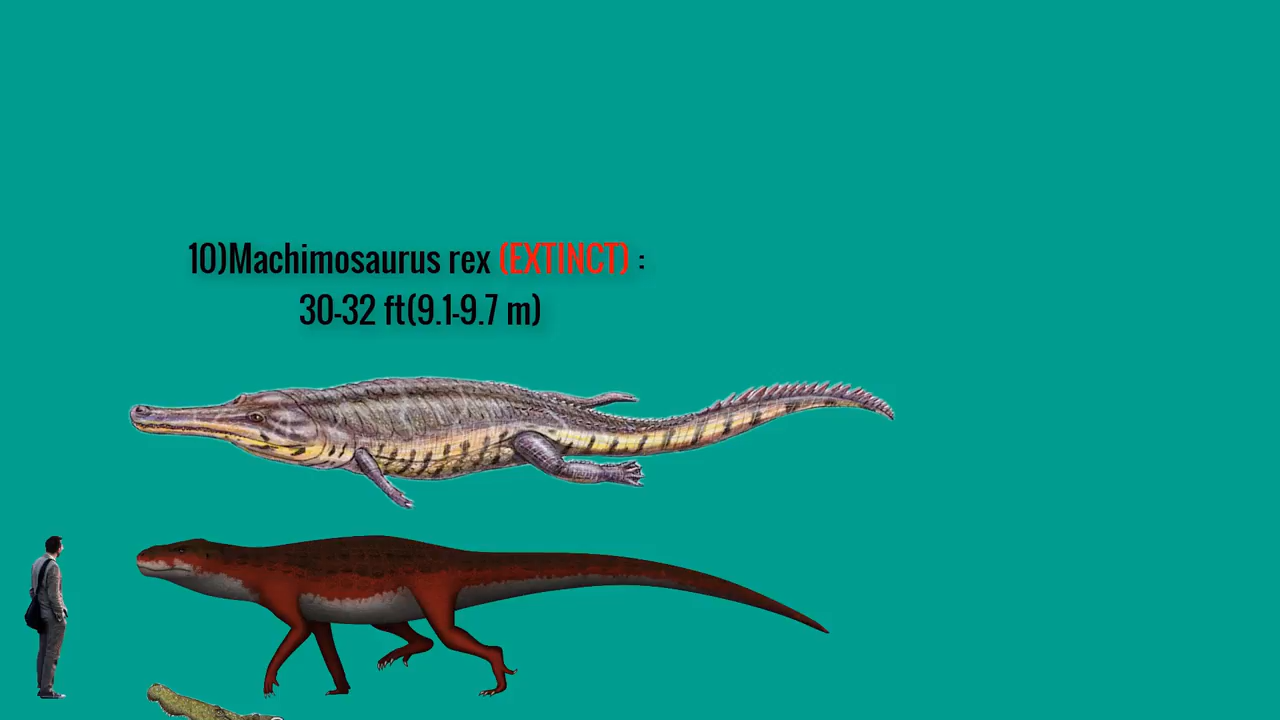 10)Machimosaurus rex (EXTINCT) :
30-32 ft(9.1-9.7 m)